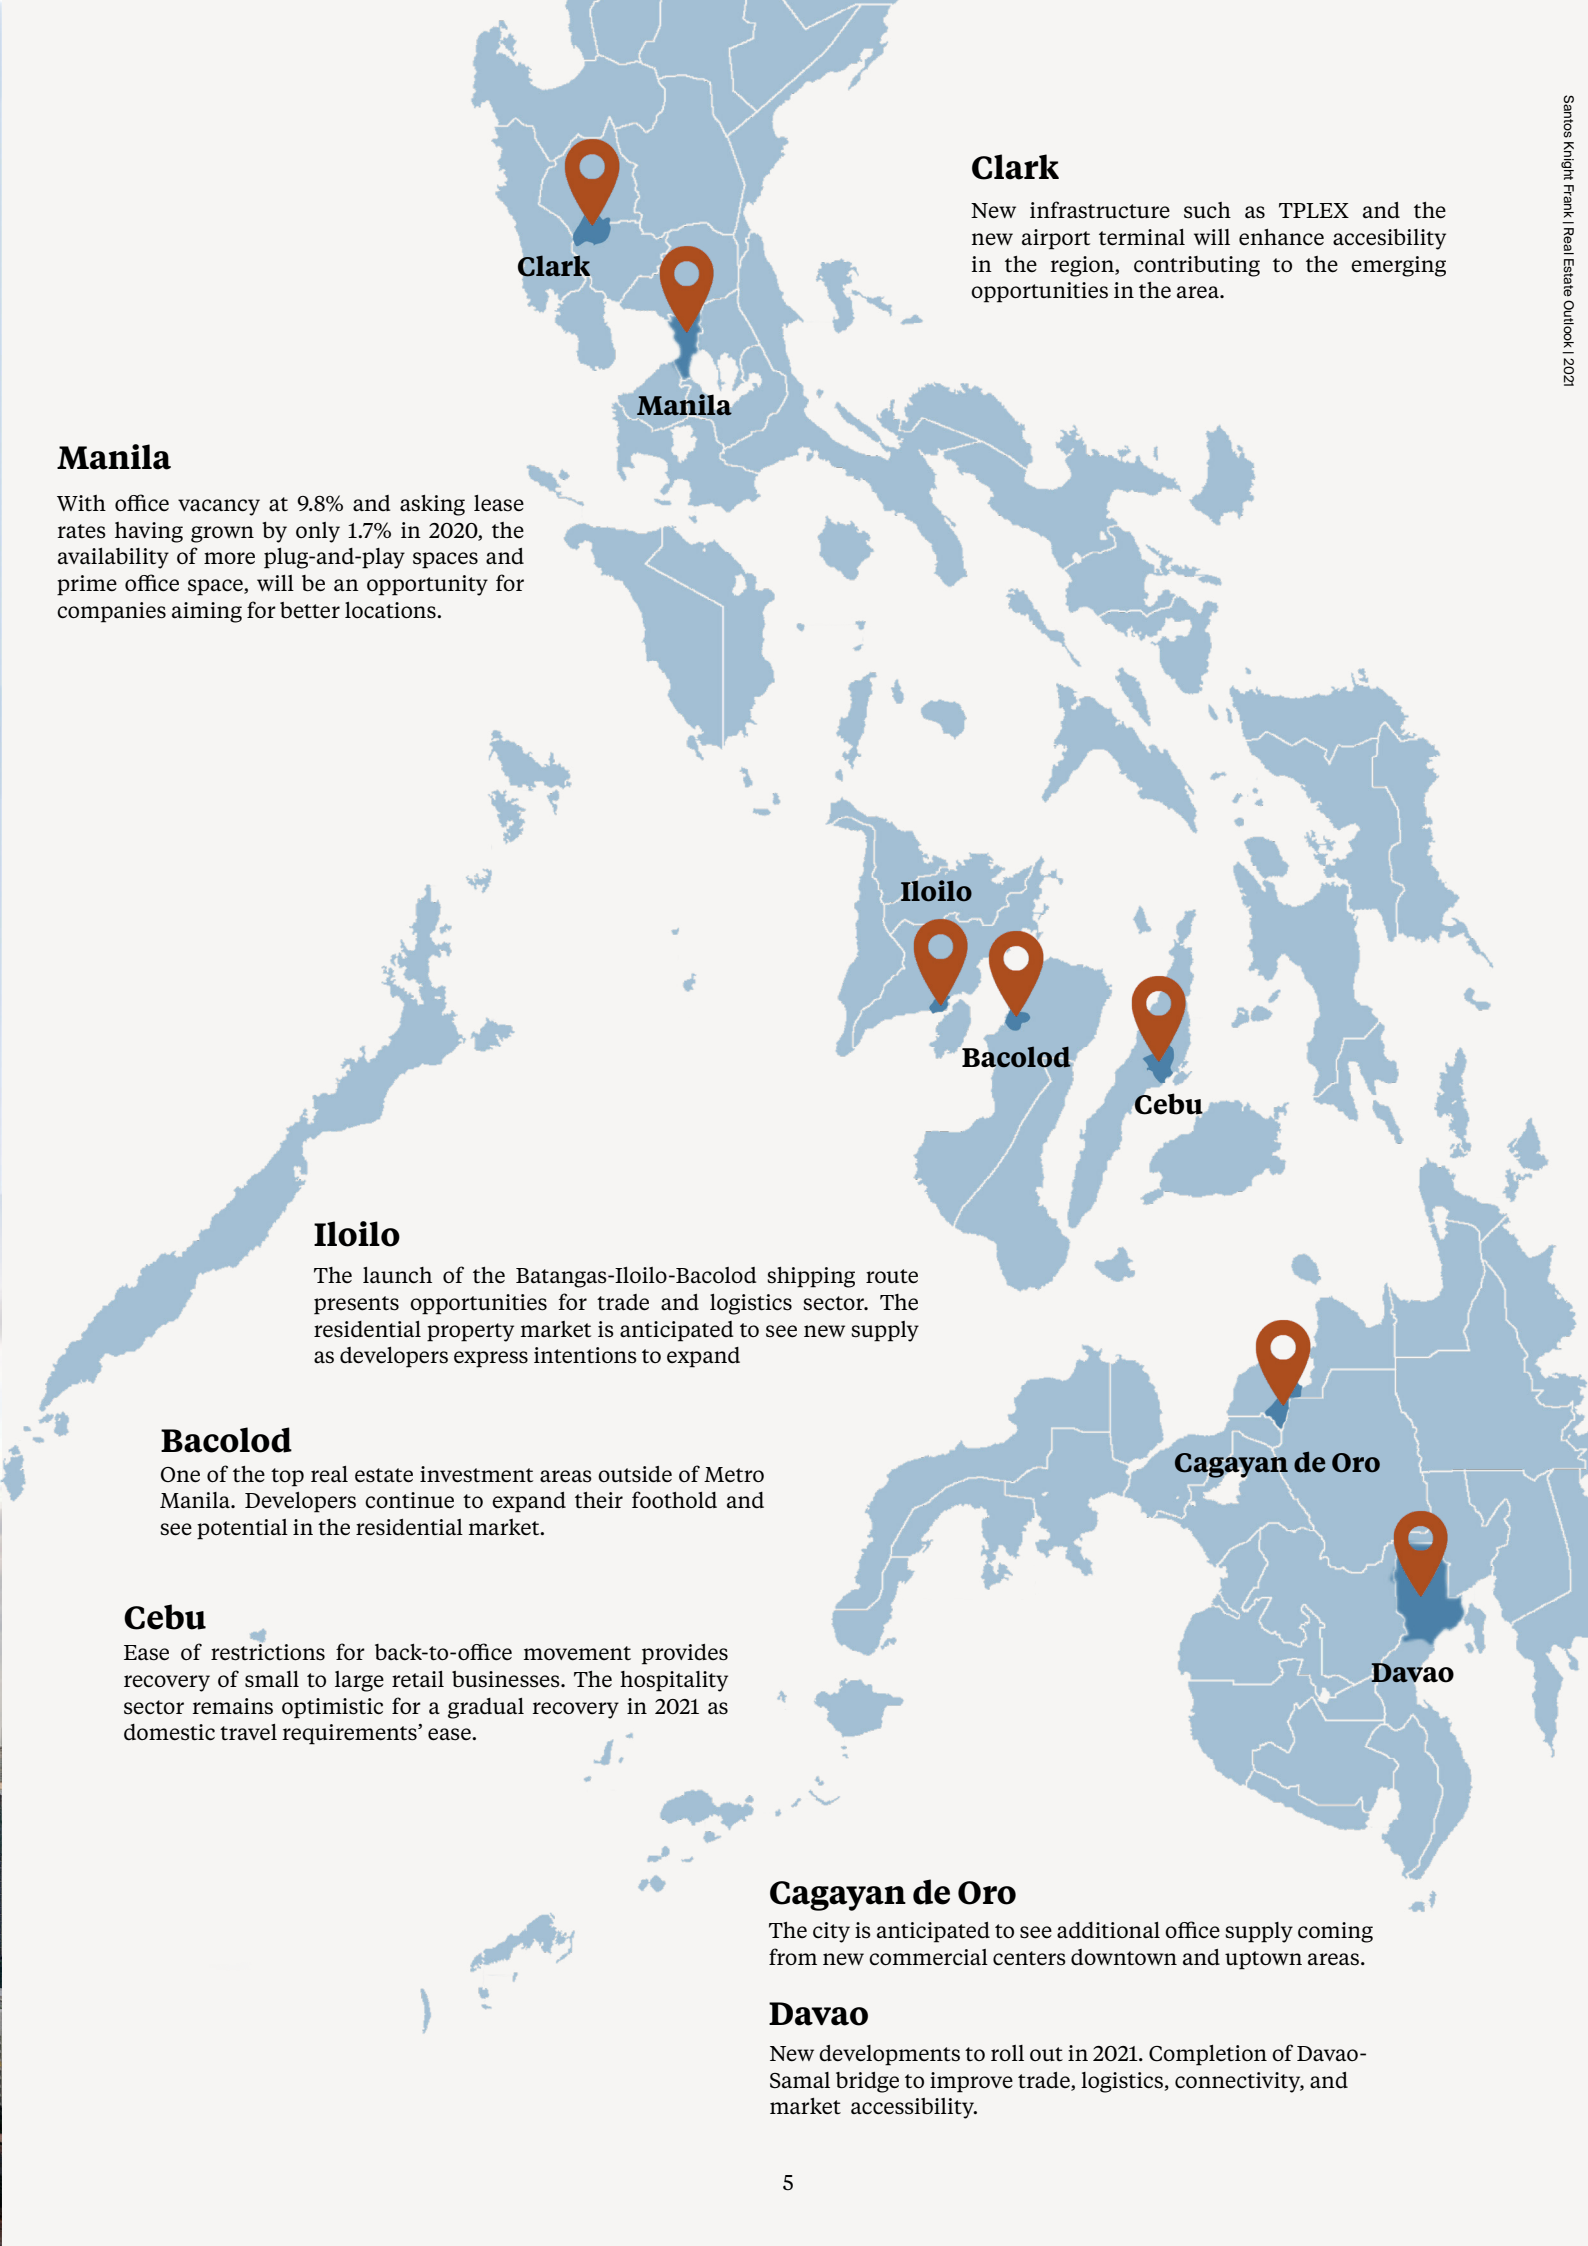 Santos Knight Frank | Real Estate Outlook | 2021
Clark
New infrastructure such as TPLEX and the
new airport terminal will enhance accesibility
in the region, contributing to the emerging
opportunities in the area.
Clark
Manila
Manila
With office vacancy at 9.8% and asking lease
rates having grown by only 1.7% in 2020, the
availability of more plug-and-play spaces and
prime office space, will be an opportunity for
companies aiming for better locations.
Iloilo
Bacolod
Cebu
Iloilo
The launch of the Batangas-Iloilo-Bacolod shipping route
presents opportunities for trade and logistics sector. The
residential property market is anticipated to see new supply
as developers express intentions to expand
Bacolod
One of the top real estate investment areas outside of Metro
Manila. Developers continue to expand their foothold and
see potential in the residential market.
Cagayan de Oro
Cebu
Ease of restrictions for back-to-office movement provides
recovery of small to large retail businesses. The hospitality
sector remains optimistic for a gradual recovery in 2021 as
domestic travel requirements’ ease.
Davao
Cagayan de Oro
The city is anticipated to see additional office supply coming
from new commercial centers downtown and uptown areas.
Davao
New developments to roll out in 2021. Completion of Davao-
Samal bridge to improve trade, logistics, connectivity, and
market accessibility.
5